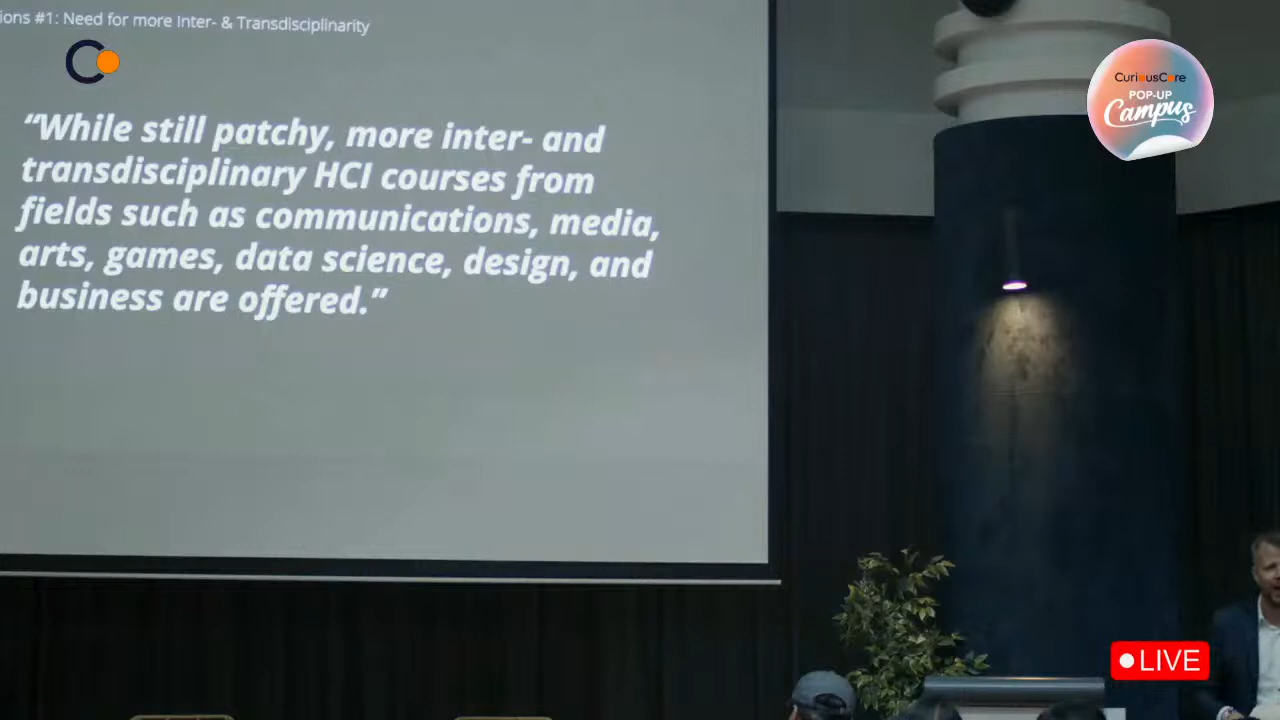 ions #1: Need for more Inter- & Transdisciplinarity
CuriousCore
POP-UP
Campus
“While still patchy, more inter- and
transdisciplinary HCI courses from
fields such as communications, media,
arts, games, data science, design, and
business are offered.”
LIVE